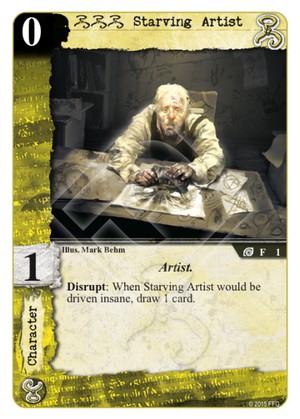 0
Starving Artist
Illus. Mark Behm
F 1
1
Artist.
Disrupt: When Starving Artist would be
driven insane, draw 1 card.
Character
© 2015 FFG